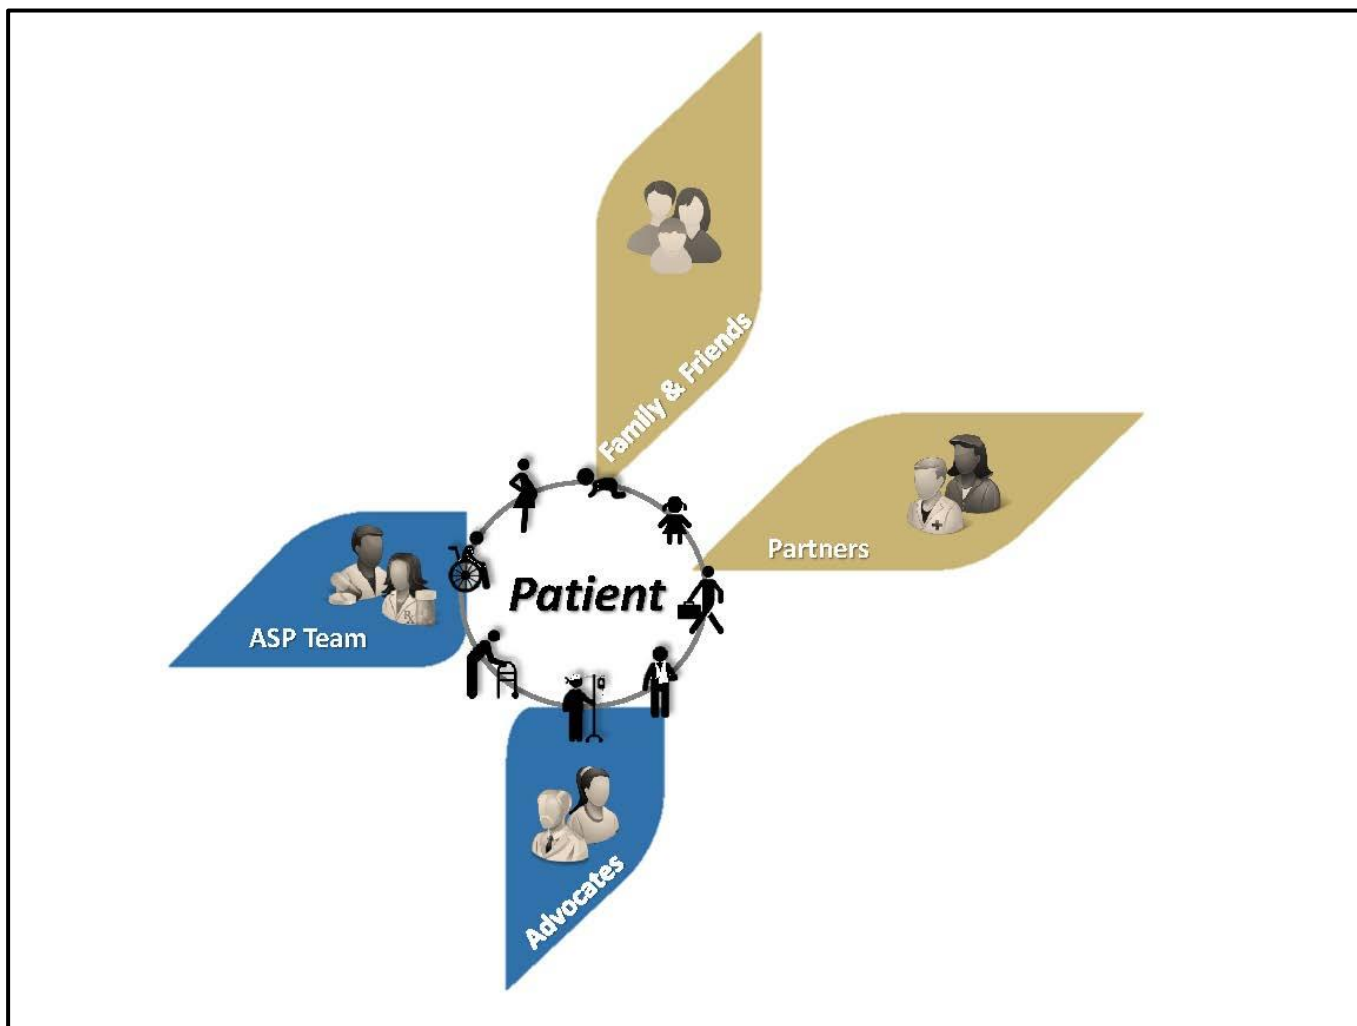 Family & Friends
Partners
Patient
ASP Team
Advocates